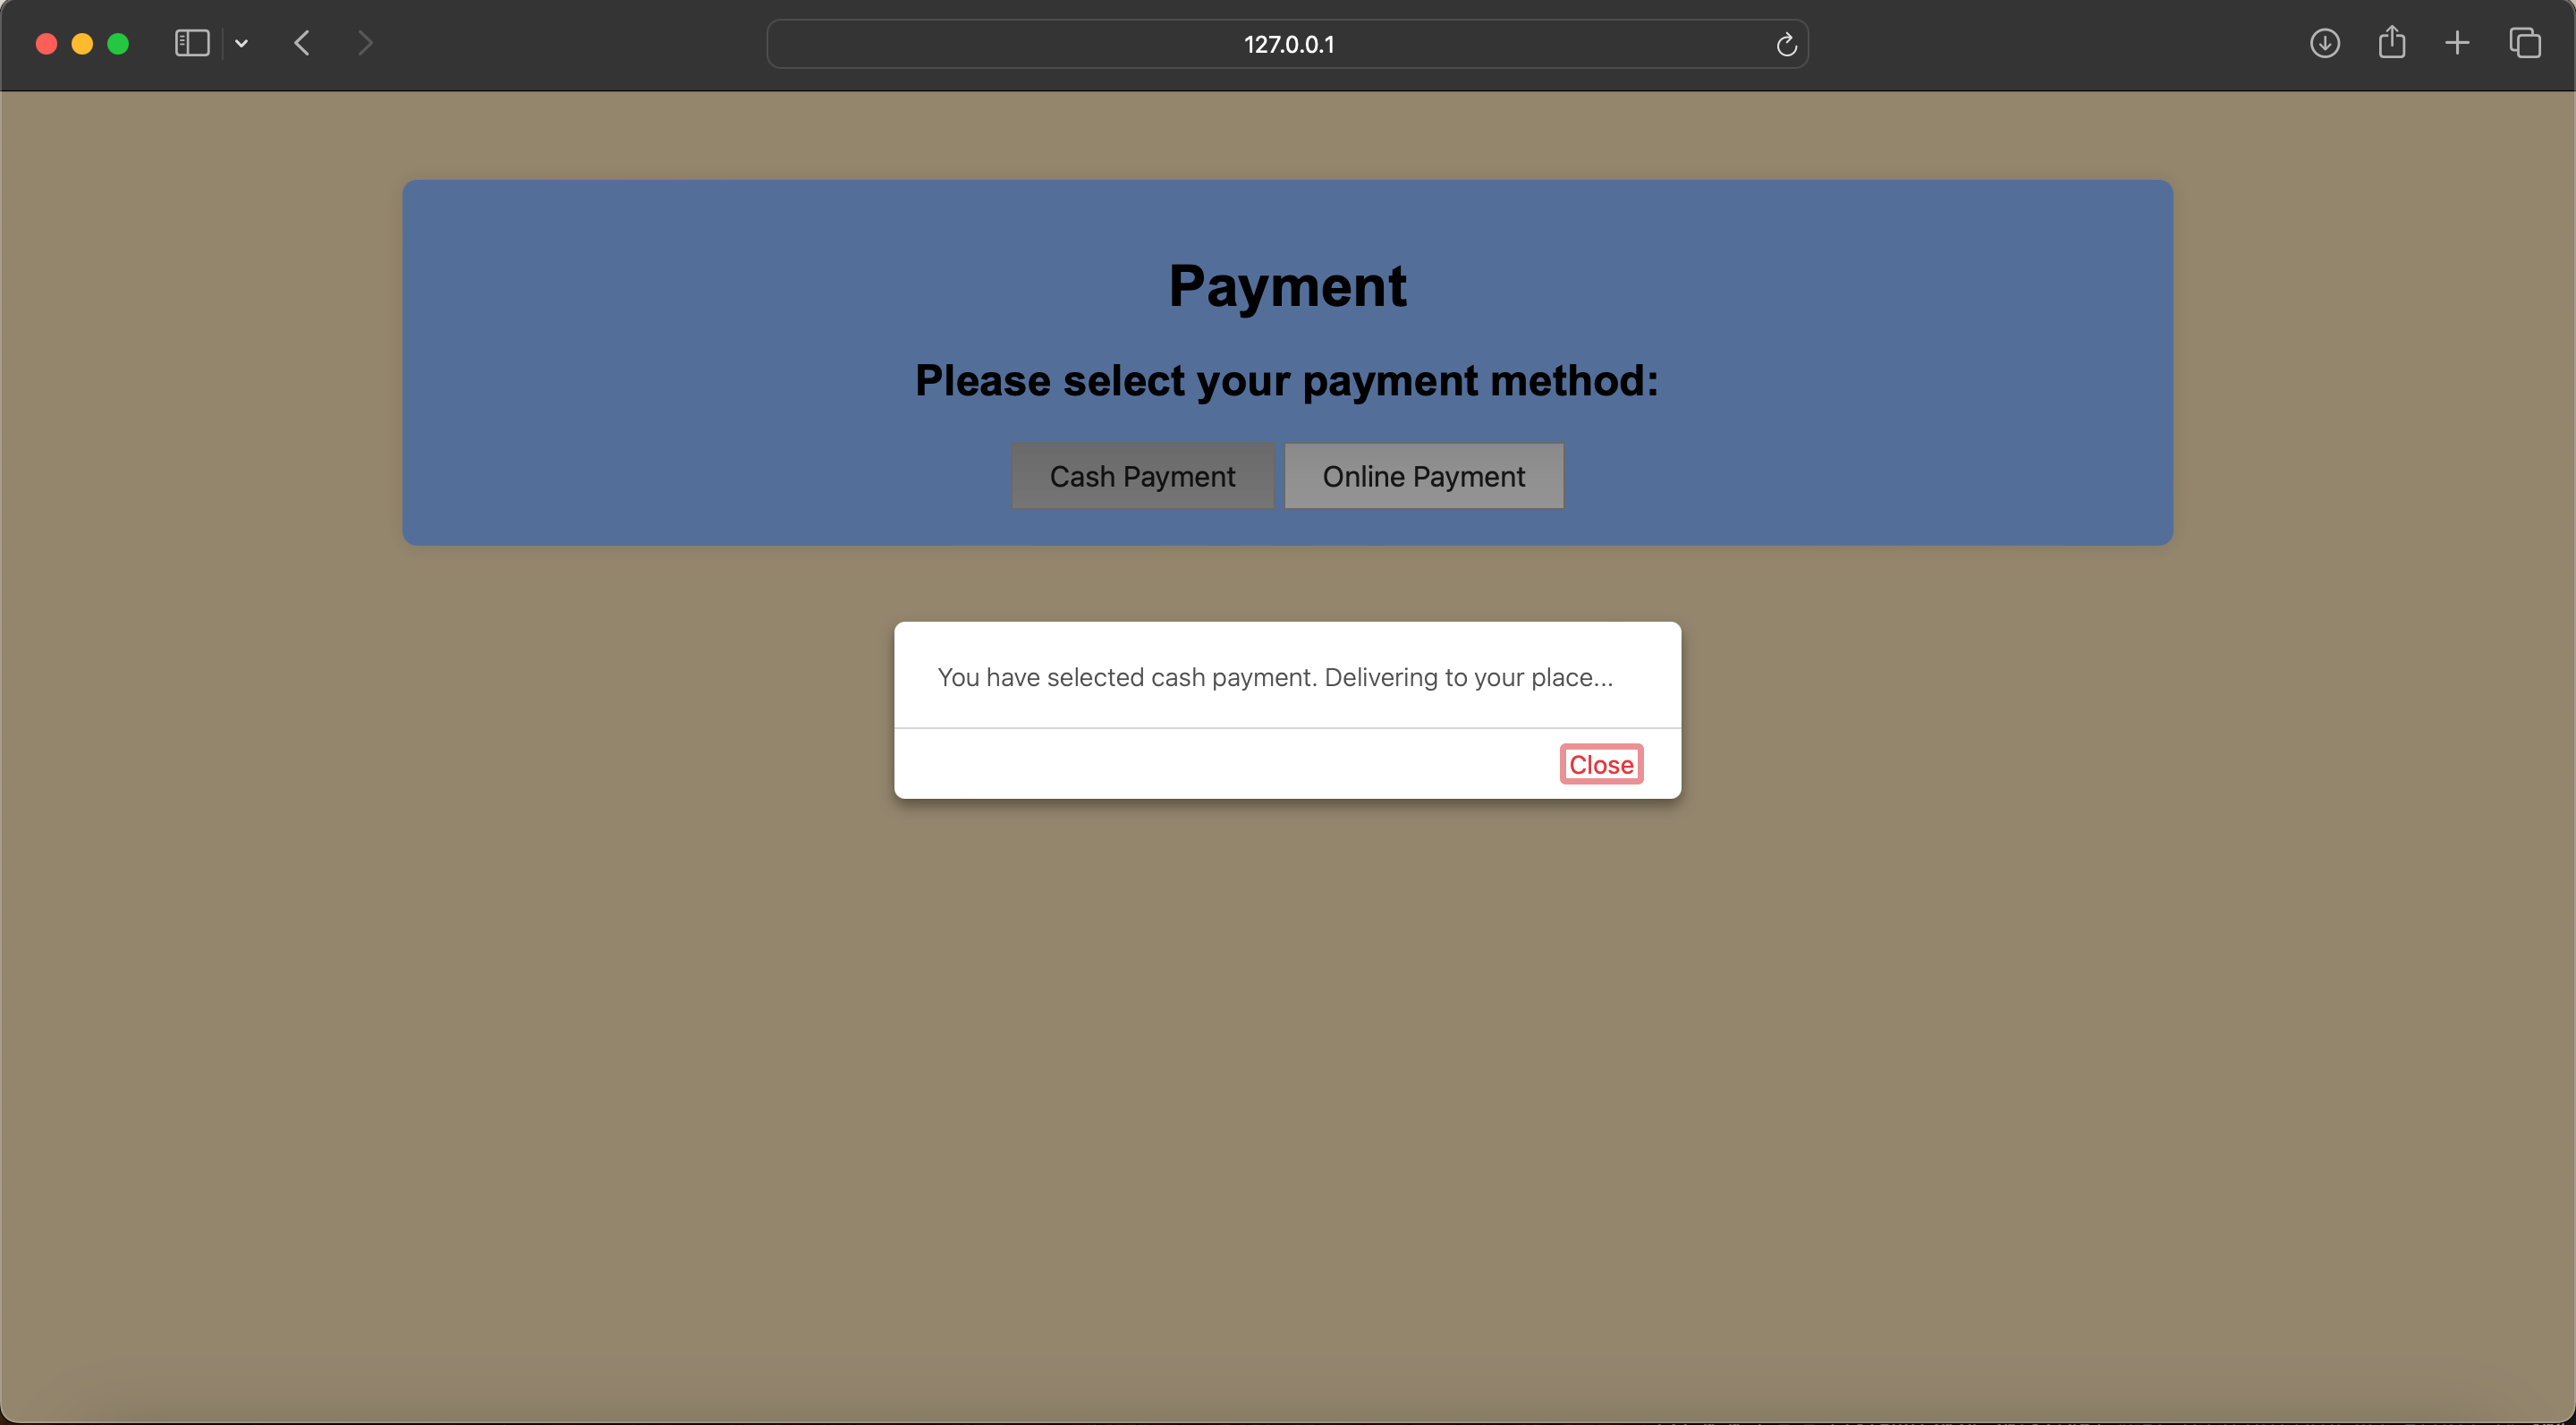 127.0.0.1
Payment
Please select your payment method:
Cash Payment Online Payment
You have selected cash payment. Delivering to your place...
Close